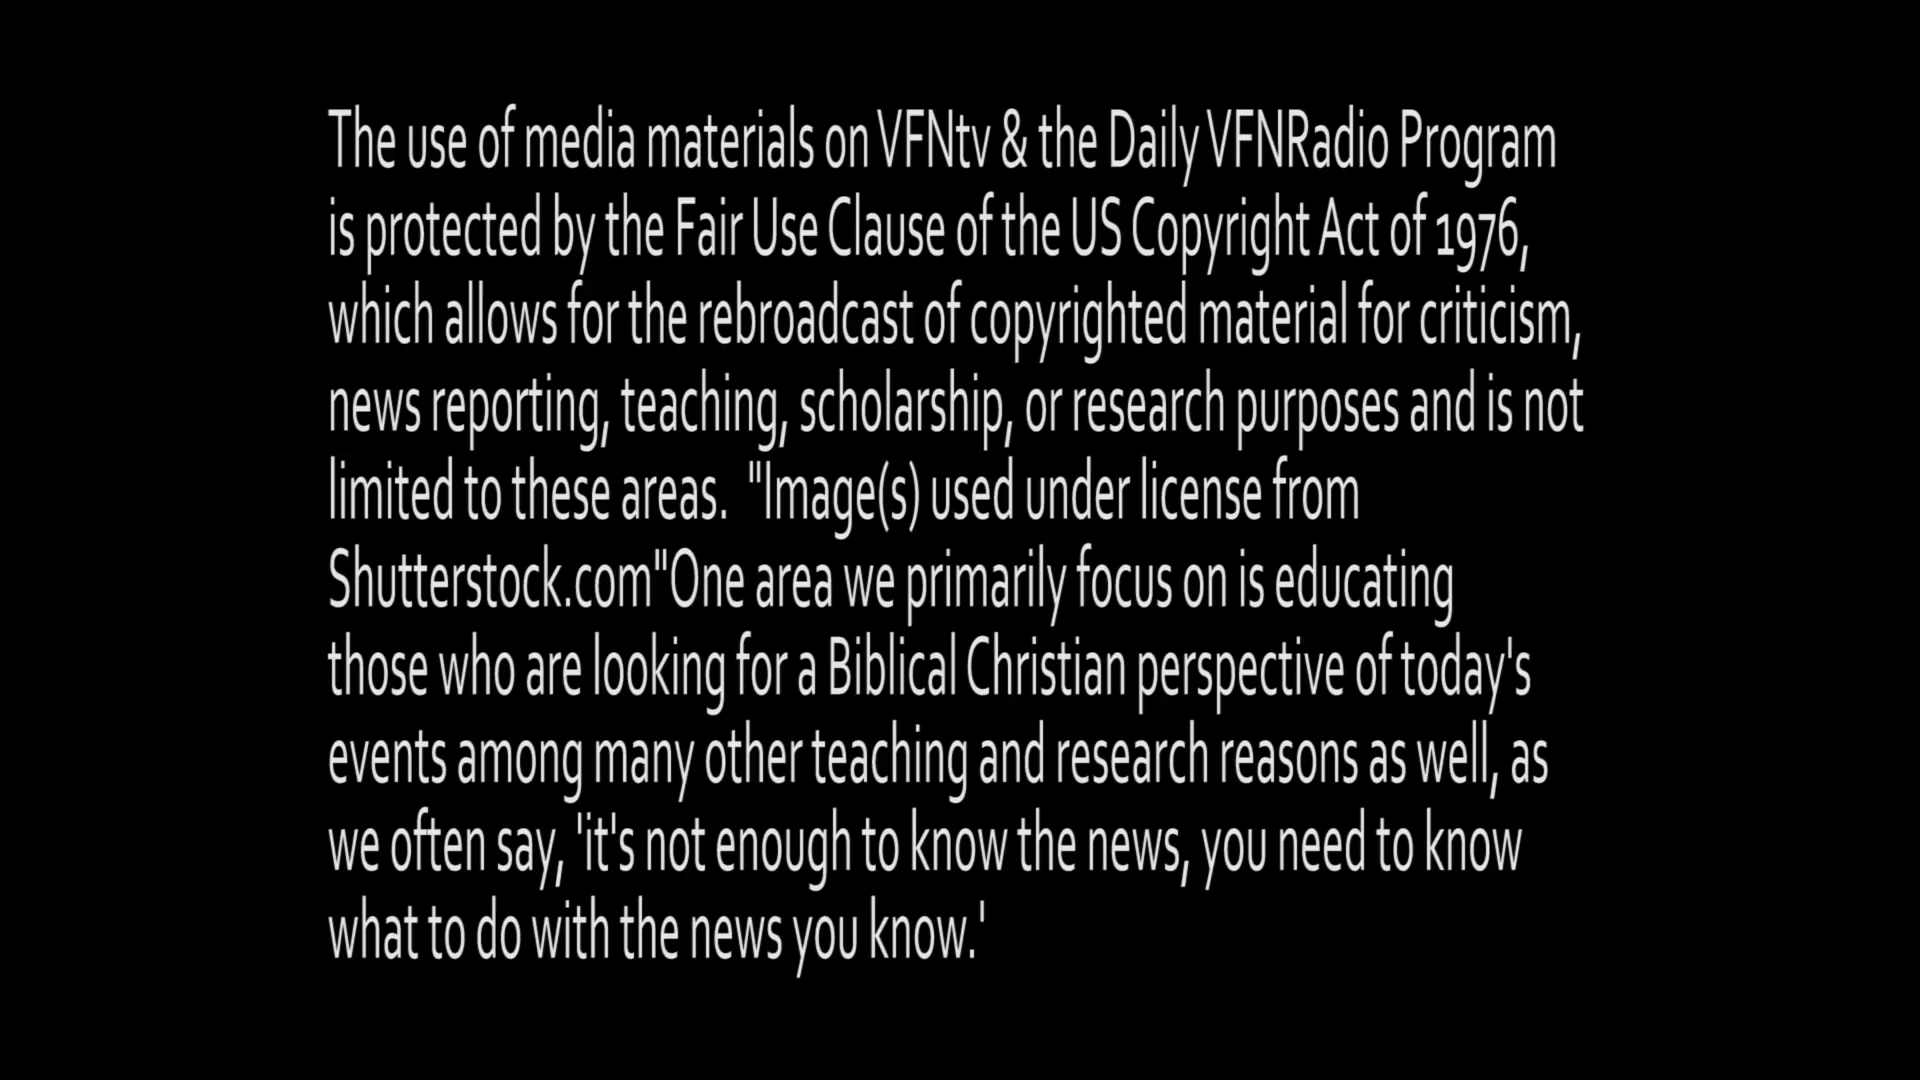 The use of media materials on VFNtv & the Daily VFNRadio Program
is protected by the Fair Use Clause of the US Copyright Act of 1976,
which allows for the rebroadcast of copyrighted material for criticism,
news reporting, teaching, scholarship, or research purposes and is not
limited to these areas.  "Image(s) used under license from
Shutterstock.com"One area we primarily focus on is educating
those who are looking for a Biblical Christian perspective of today's
events among many other teaching and research reasons as well, as
we often say, 'it's not enough to know the news, you need to know
what to do with the news you know.'